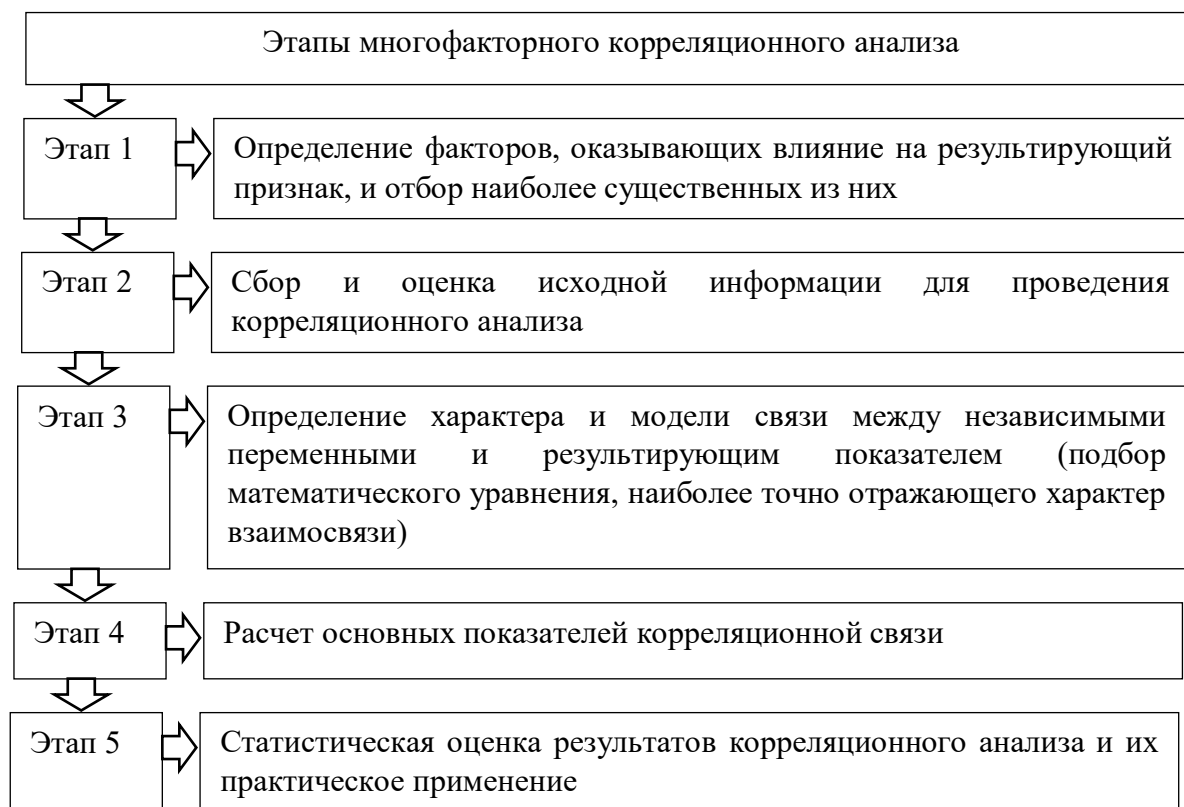 Этапы многофакторного корреляционного анализа
Этап 1
Определение факторов, оказывающих влияние на результирующий
признак, и отбор наиболее существенных из них
Этап 2
Сбор и оценка исходной информации для проведения
корреляционного анализа
Этап 3
Определение характера и модели связи между независимыми
переменными и результирующим показателем (подбор
математического уравнения, наиболее точно отражающего характер
взаимосвязи)
Этап 4
Расчет основных показателей корреляционной связи
Этап 5
Статистическая оценка результатов корреляционного анализа и их
практическое применение